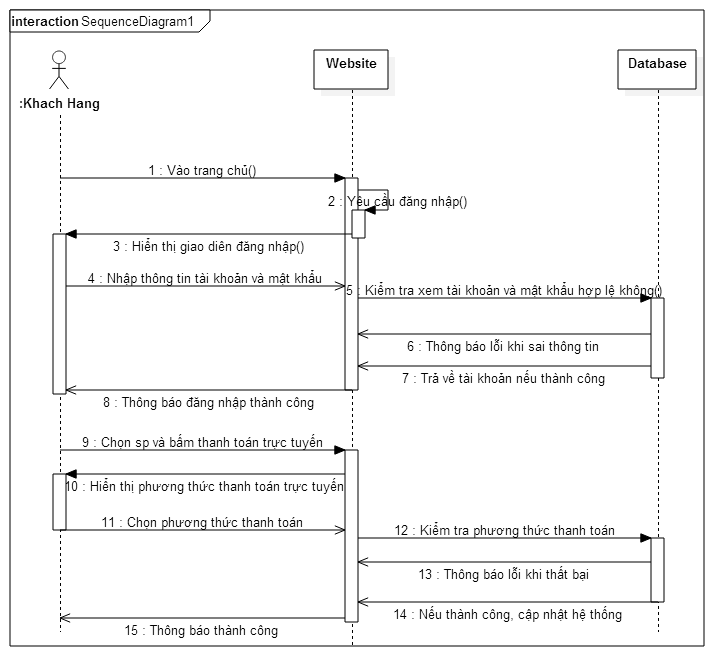 interaction SequenceDiagram1
:Khach Hang
Website
Database
1 : Vào trang chủ()
2 : Yêu cầu đăng nhập()
3 : Hiển thị giao diên đăng nhập()
4 : Nhập thông tin tài khoản và mật khẩu
5 : Kiểm tra xem tài khoản và mật khẩu hợp lệ không()
6 : Thông báo lỗi khi sai thông tin
7 : Trả về tài khoản nếu thành công
8 : Thông báo đăng nhập thành công
9 : Chọn sp và bấm thanh toán trực tuyến
10 : Hiển thị phương thức thanh toán trực tuyến
11 : Chọn phương thức thanh toán
12 : Kiểm tra phương thức thanh toán
13 : Thông báo lỗi khi thất bại
14 : Nếu thành công, cập nhật hệ thống
15 : Thông báo thành công